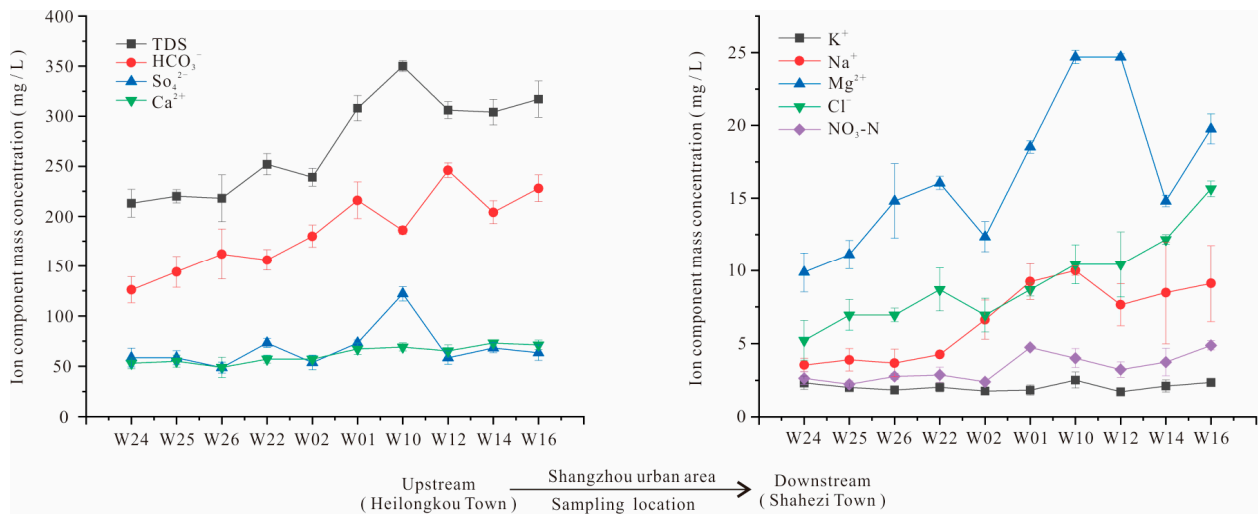 Ion component mass concentration ( mg / L )
400
350
300
250
200
150
100
50
0
TDS
HCO₃⁻
So₄²⁻
Ca²⁺
W24 W25 W26 W22 W02 W01 W10 W12 W14 W16
Ion component mass concentration ( mg / L )
25
20
15
10
5
0
K⁺
Na⁺
Mg²⁺
Cl⁻
NO₃-N
W24 W25 W26 W22 W02 W01 W10 W12 W14 W16
Upstream
( Heilongkou Town )
Shangzhou urban area
Sampling location
Downstream
( Shahezi Town )